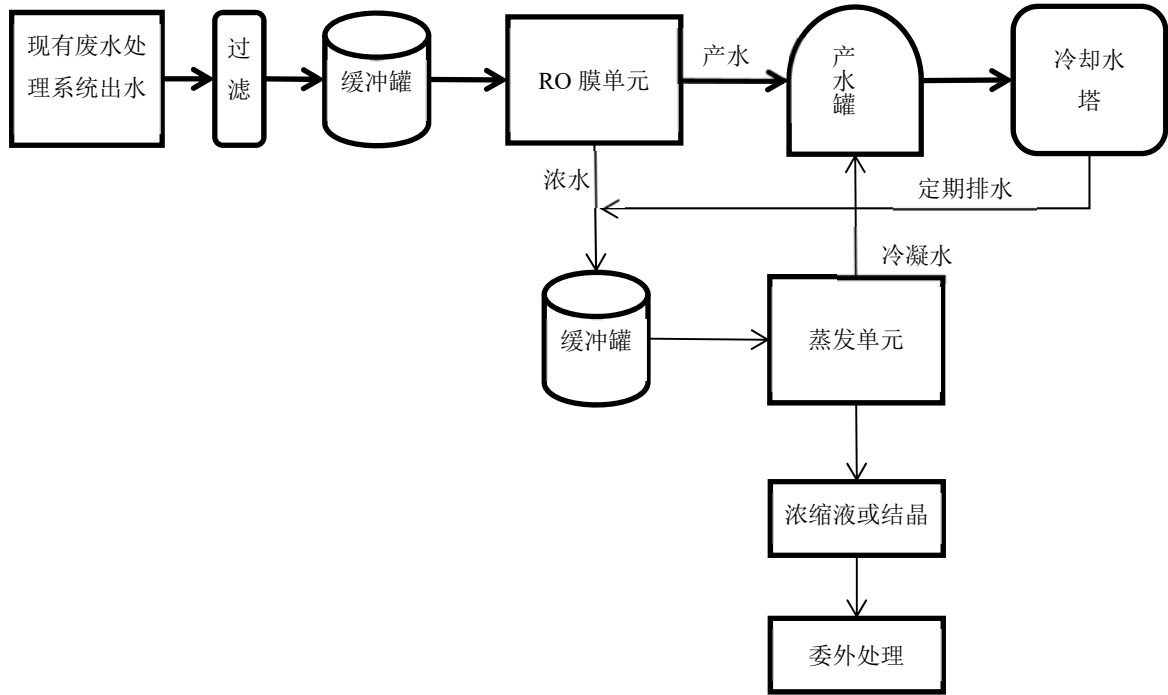 现有废水处
理系统出水
过
滤
缓冲罐
RO 膜单元
产水
产
水
罐
冷却水
塔
浓水
定期排水
冷凝水
缓冲罐
蒸发单元
浓缩液或结晶
委外处理